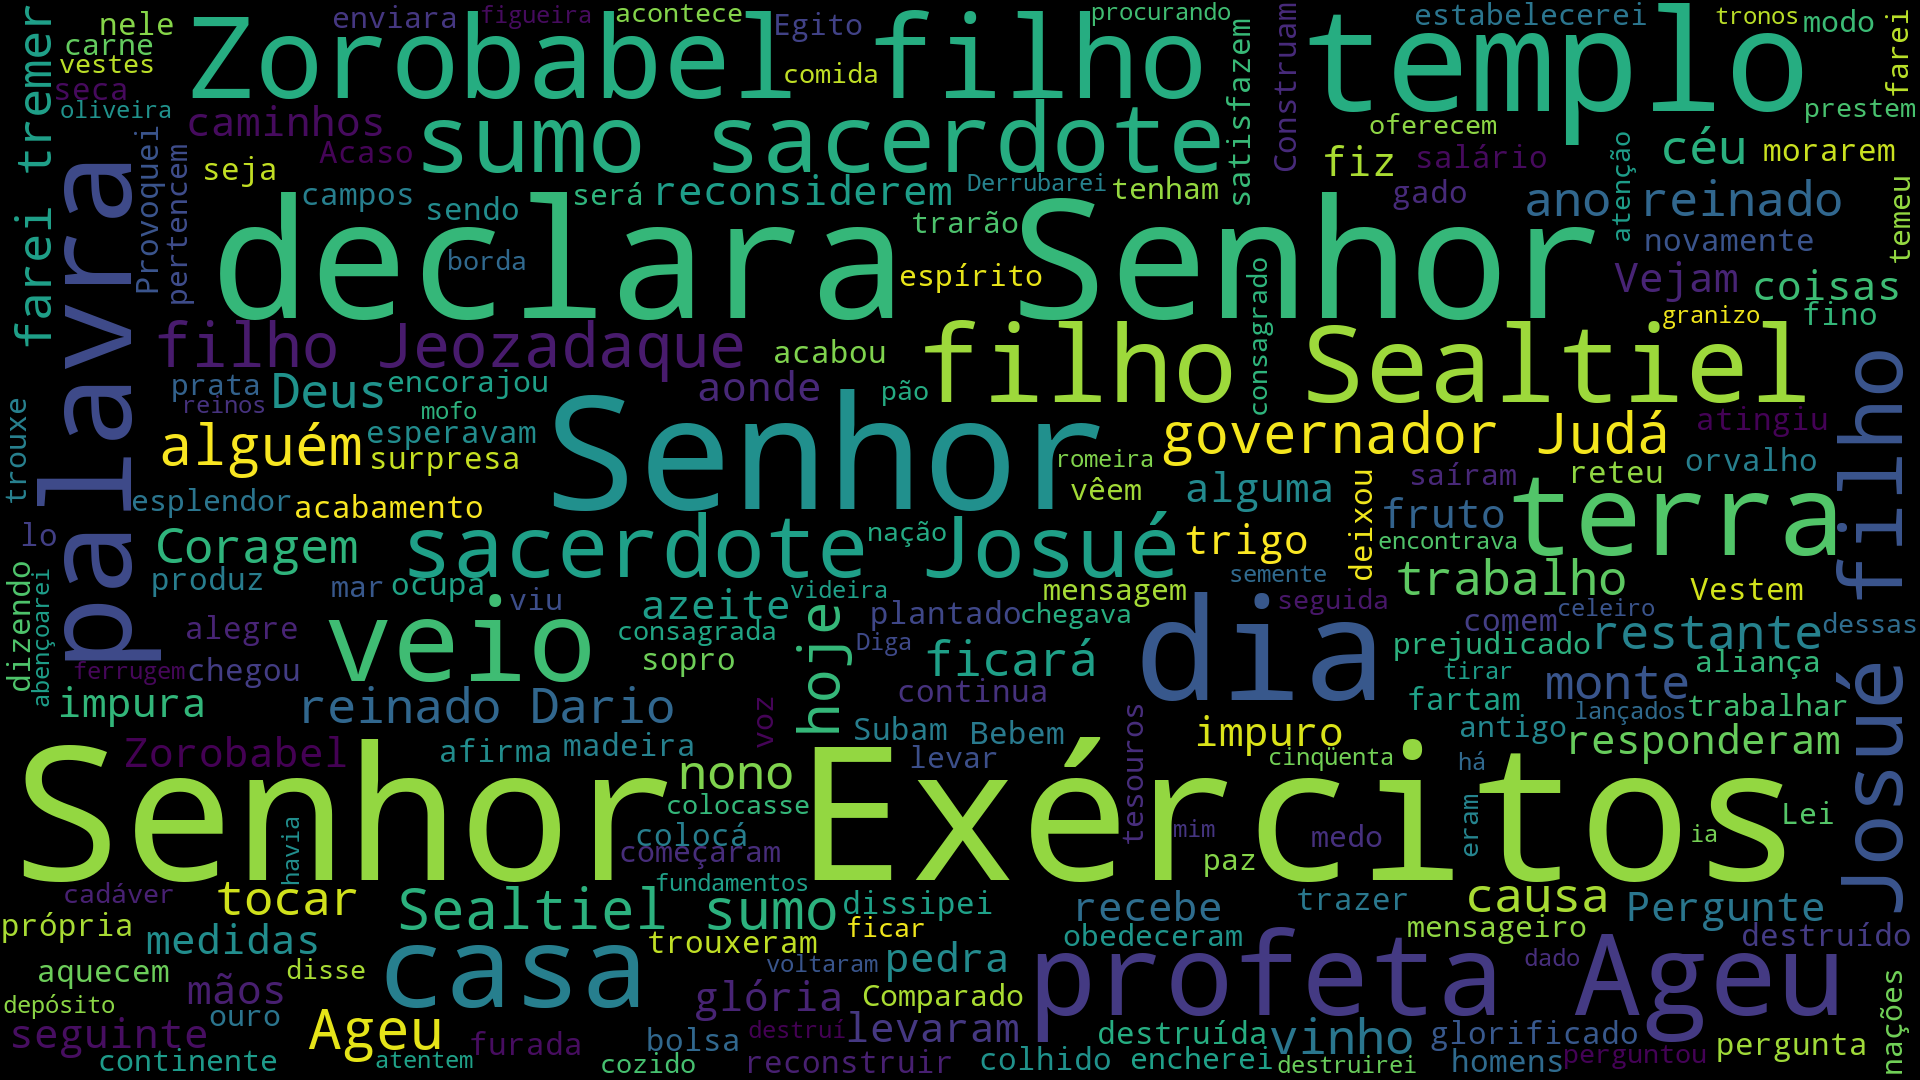 nele
enviara
figueira
acontece
Egito
procurando
estabelecerei
tronos
modo
carne
vestes
Zorobabel filho
templo
comida
seca
oliveira
caminhos
Acaso
sumo sacerdote
satisfazem
Construam
oferecem
farei
prestem
farei tremer
palavra
Provoquei
pertencem
seja
campos
sendo
será
reconsiderem
Derrubarei
tenham
fiz
salário
atenção
céu
morarem
gado
ano reinado
temeu
declara Senhor
borda
trarão
espírito
novamente
Vejam
coisas
consagrado
granizo
fino
filho Jeozadaque
acabou
filho Sealtiel
prata
reinos
Deus
encorajou
mofo
aonde
pão
alguém
esperavam
surpresa
Senhor
governador Judá
atingiu
romeira
vêem
alguma
saíram
reteu
orvalho
trouxe
esplendor
acabamento
deixou
fruto
terra
Josué filho
lo
Coragem
sacerdote Josué
nação
trigo
encontrava
dizendo
abençoarei
produz
mar
ocupa
viu
videira
mensagem
semente
trabalho
Vestem
azeite
plantado
chegava
seguida
comem
celeiro
dessas
alegre
veio
consagrada
hoje
Diga
dia
prejudicado
restante
ferrugem
chegou
sopro
ficará
tirar
aliança
impura
reinado Dario
voz
continua
tesouros
fartam
monte
lançados
trabalhar
Zorobabel
afirma
madeira
Subam
Bebem
impuro
antigo
responderam
nono
levar
cinqüenta
há
Senhor Exércitos
colocasse
colocá
começaram
mim
medo
eram
ia
Lei
havia
paz
cadáver
tocar
fundamentos
Sealtiel sumo
dissipei
recebe
trazer
causa
Pergunte
própria
medidas
trouxeram
ficar
obedeceram
mensageiro
destruído
aquecem
disse
casa
voltaram
pedra
profeta Ageu
dado
depósito
mãos
ouro
glória
Comparado
nações
seguinte
Ageu
furada
bolsa
destruí
levaram
destruída
vinho
glorificado
pergunta
continente
atentem
cozido
reconstruir
colhido
encherei
destruirei
homens
perguntou